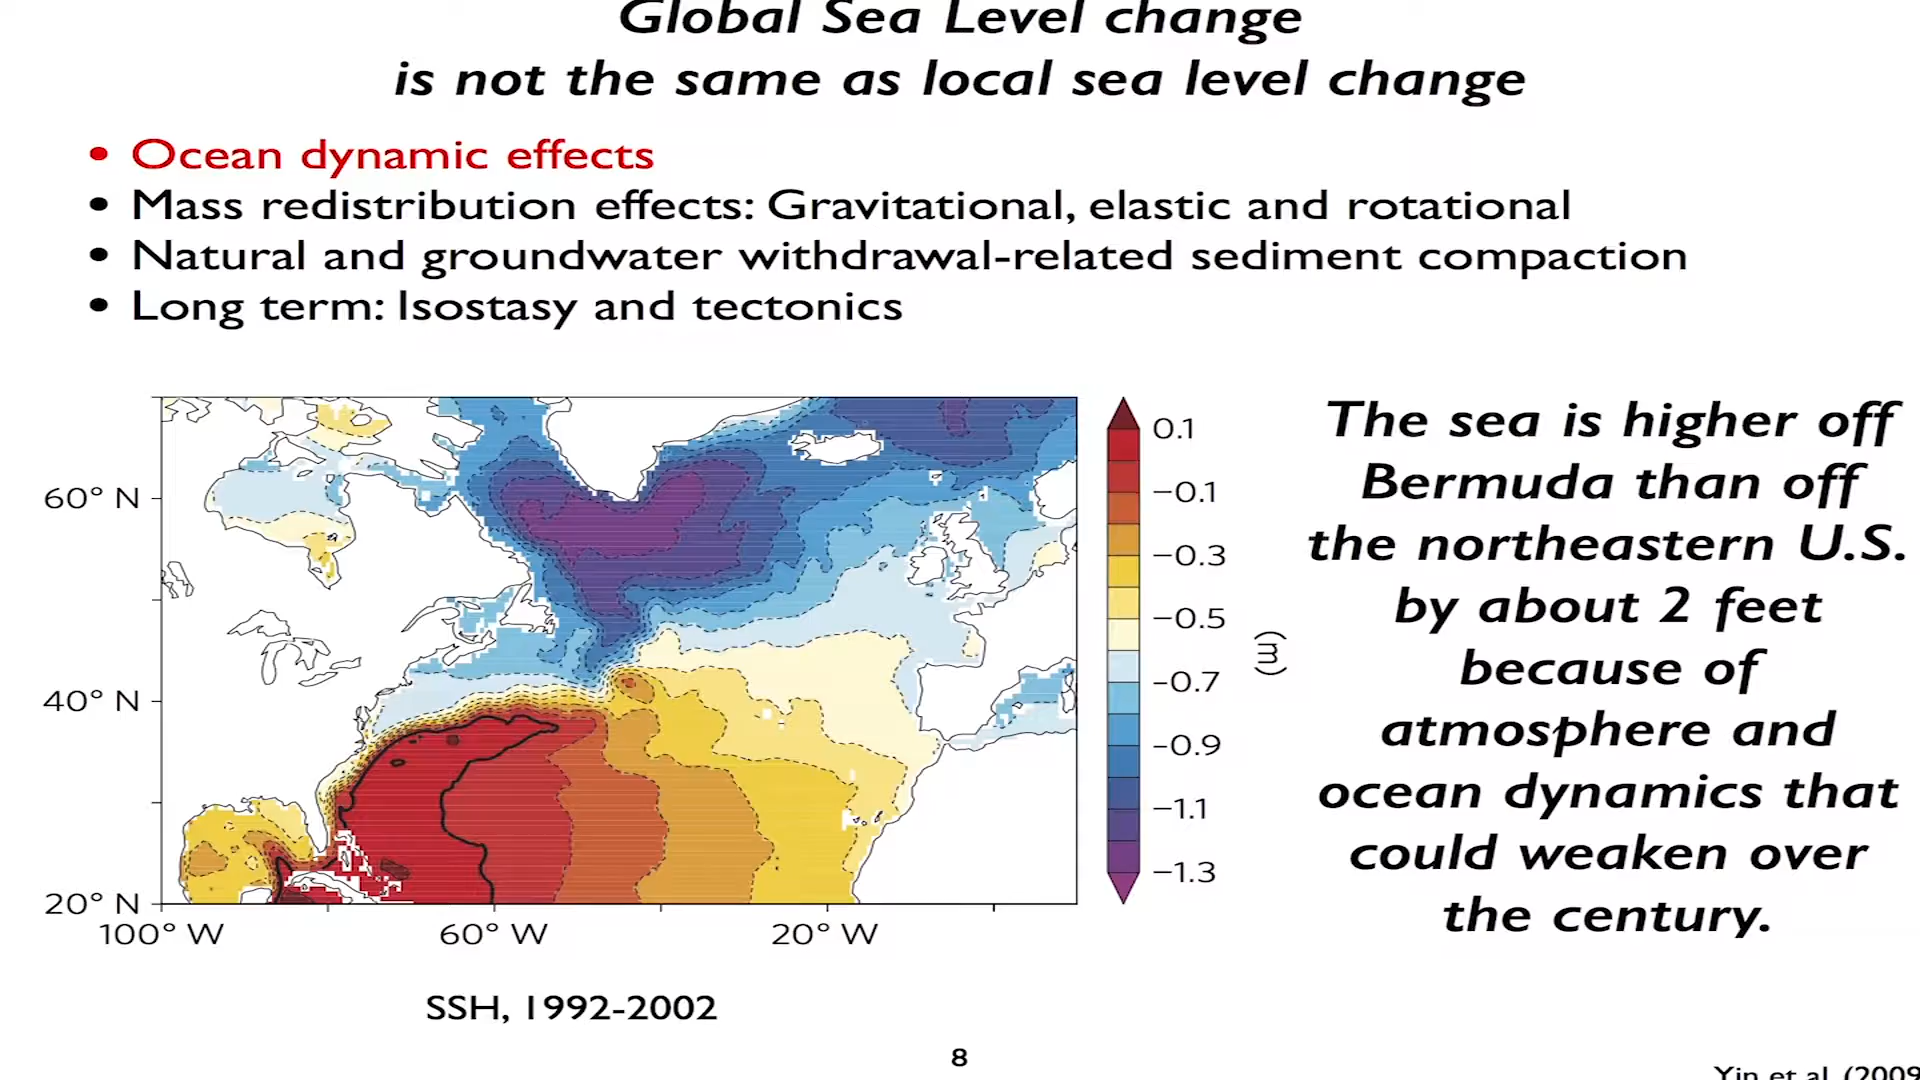 Global Sea Level change
is not the same as local sea level change
• Ocean dynamic effects
• Mass redistribution effects: Gravitational, elastic and rotational
• Natural and groundwater withdrawal-related sediment compaction
• Long term: Isostasy and tectonics
60° N
40° N
20° N
100° W
60° W
20° W
0.1
−0.1
−0.3
−0.5
−0.7
−0.9
−1.1
−1.3
(m)
The sea is higher off
Bermuda than off
the northeastern U.S.
by about 2 feet
because of
atmosphere and
ocean dynamics that
could weaken over
the century.
SSH, 1992-2002
8
Yin et al. (2009